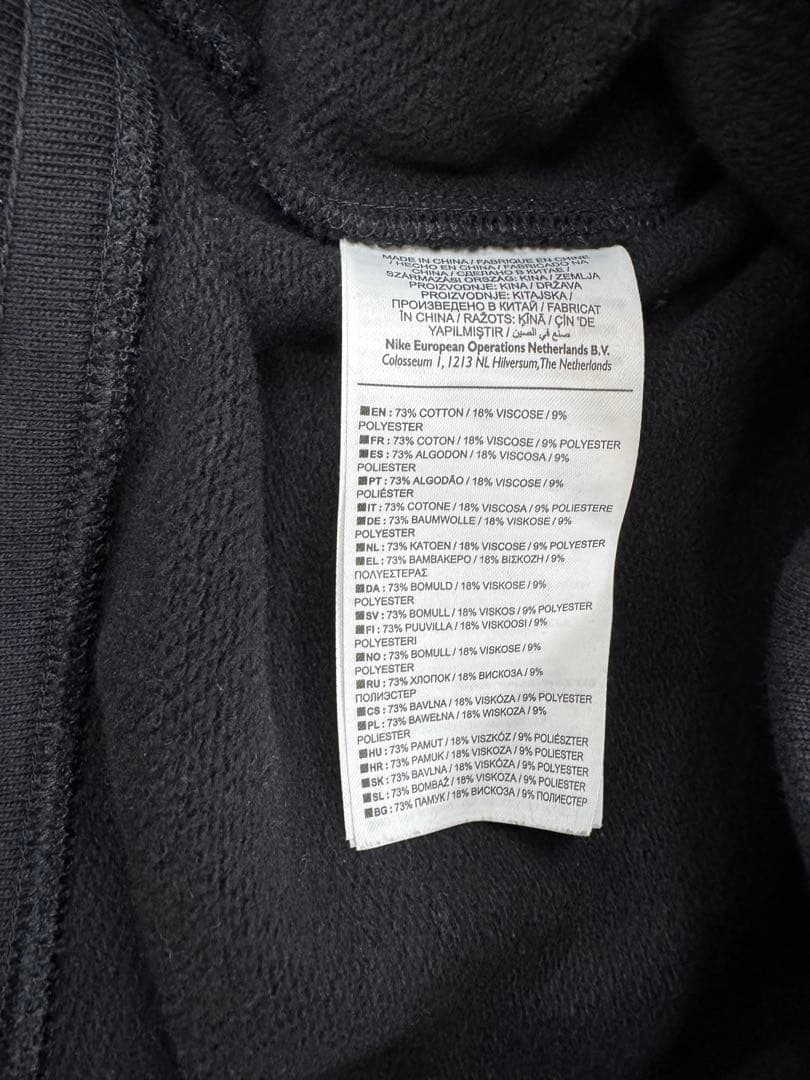 MADE IN CHINA / FABRIQUE EN CHINE
/ HECHO EN CHINA / FABRICADO NA
CHINA / СДЕЛАНО В КИТАЕ /
SZÁRMAZÁSI ORSZÁG: KINA / ZEMLJA
PROIZVODNJE: KINA / DRŽAVA
PROIZVODNJE: KITAJSKA /
ПРОИЗВЕДЕНО В КИТАЙ / FABRICAT
ÎN CHINA / RAŽOTS: ĶĪNĀ / ÇİN 'DE
YAPILMIŞTIR / صنع في الصين
Nike European Operations Netherlands B.V.
Colosseum 1, 1213 NL Hilversum, The Netherlands
EN : 73% COTTON / 18% VISCOSE / 9%
POLYESTER
FR : 73% COTON / 18% VISCOSE / 9% POLYESTER
ES : 73% ALGODON / 18% VISCOSA / 9%
POLIESTER
PT : 73% ALGODÃO / 18% VISCOSE / 9%
POLIÉSTER
IT : 73% COTONE / 18% VISCOSA / 9% POLIESTERE
DE : 73% BAUMWOLLE / 18% VISKOSE / 9%
POLYESTER
NL : 73% KATOEN / 18% VISCOSE / 9% POLYESTER
EL : 73% ΒΑΜΒΑΚΕΡΟ / 18% ΒΙΣΚΟΖΗ / 9%
ΠΟΛΥΕΣΤΕΡΑΣ
DA : 73% BOMULD / 18% VISKOSE / 9%
POLYESTER
SV : 73% BOMULL / 18% VISKOS / 9% POLYESTER
FI : 73% PUUVILLA / 18% VISKOOSI / 9%
POLYESTERI
NO : 73% BOMULL / 18% VISKOSE / 9%
POLYESTER
RU : 73% ХЛОПОК / 18% ВИСКОЗА / 9%
ПОЛИЭСТЕР
CS : 73% BAVLNA / 18% VISKÓZA / 9% POLYESTER
PL : 73% BAWEŁNA / 18% WISKOZA / 9%
POLIESTER
HU : 73% PAMUT / 18% VISZKÓZ / 9% POLIÉSZTER
HR : 73% PAMUK / 18% VISKOZA / 9% POLIESTER
SK : 73% BAVLNA / 18% VISKÓZA / 9% POLYESTER
SL : 73% BOMBAŽ / 18% VISKOZA / 9% POLIESTER
BG : 73% ПАМУК / 18% ВИСКОЗА / 9% ПОЛИЕСТЕР